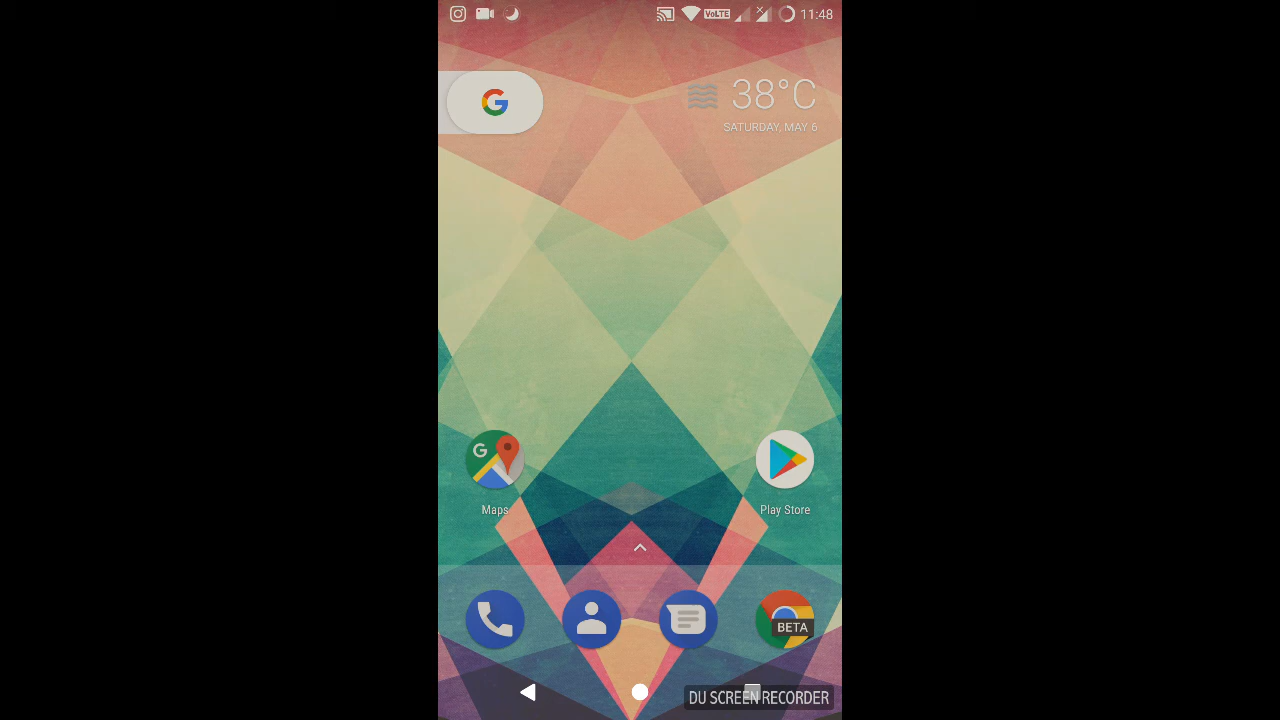 VoLTE
11:48
G
38°C
SATURDAY, MAY 6
G
Maps
Play Store
BETA
DU SCREEN RECORDER